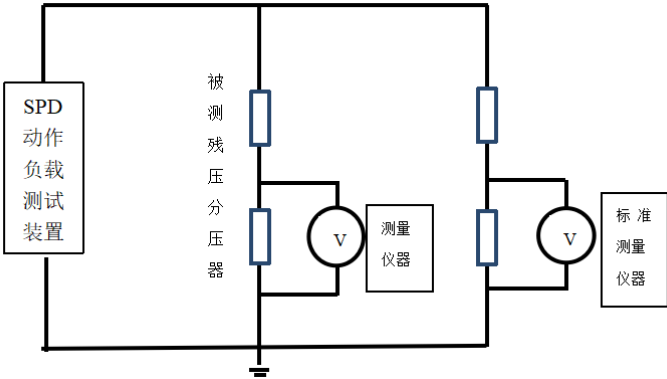 SPD
动作
负载
测试
装置
被
测
残
压
分
压
器
V
测量
仪器
V
标准
测量
仪器